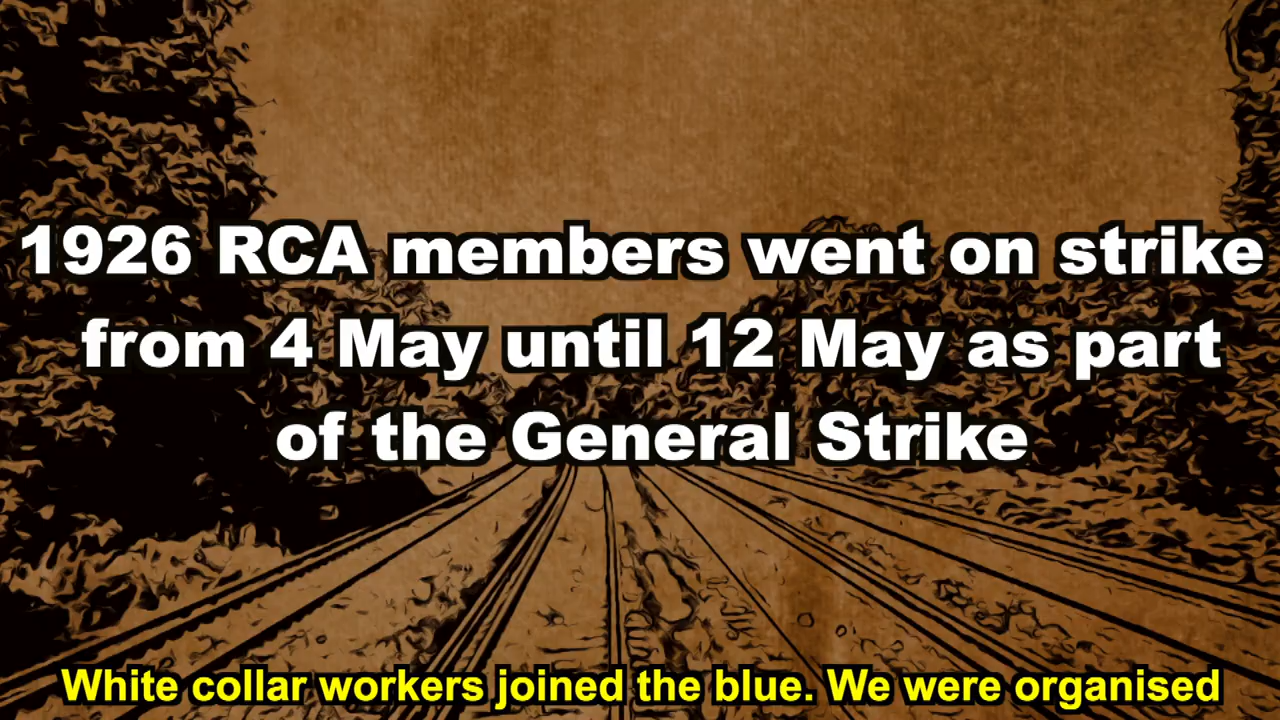 1926 RCA members went on strike
from 4 May until 12 May as part
of the General Strike
White collar workers joined the blue. We were organised